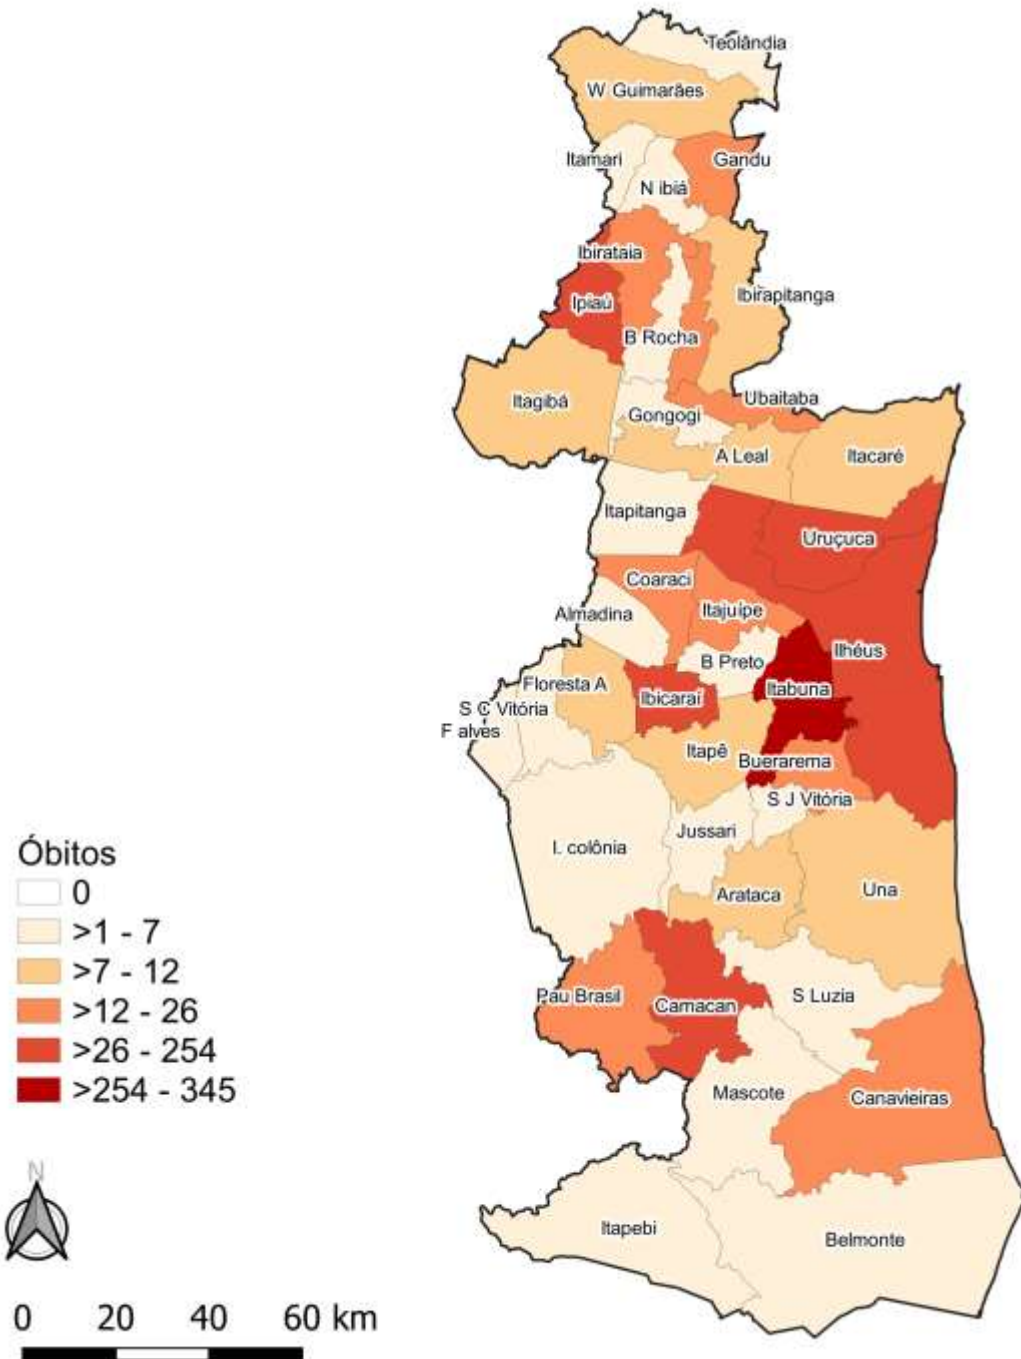 Teolândia
W Guimarães
Itamari
Gandu
N ibiá
Ibirataia
Ipiaú
Ibirapitanga
B Rocha
Itagibá
Ubaitaba
Gongogi
A Leal
Itacaré
Itapitanga
Uruçuca
Coaraci
Almadina
Itajuípe
Ilhéus
B Preto
Floresta A
Ibicaraí
Itabuna
S C Vitória
F alves
Itapê
Buerarema
S J Vitória
Jussari
I. colônia
Arataca
Una
Pau Brasil
Camacan
S Luzia
Mascote
Canavieiras
Itapebi
Belmonte
Óbitos
0
>1 - 7
>7 - 12
>12 - 26
>26 - 254
>254 - 345
N
0 20 40 60 km